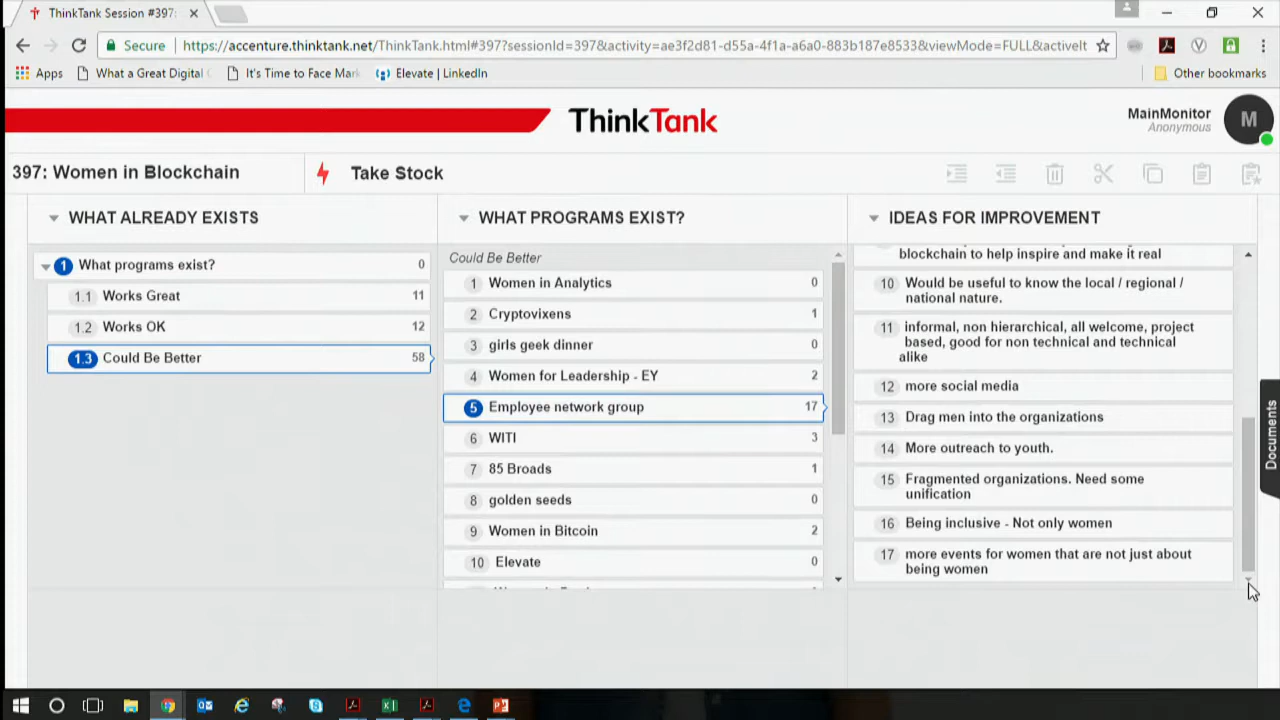 ThinkTank Session #397:
Secure
https://accenture.thinktank.net/ThinkTank.html#397?sessionId=397&activity=ae3f2d81-d55a-4f1a-a6a0-883b187e8533&viewMode=FULL&activeIt
Apps
What a Great Digital
It's Time to Face Mar
Elevate | LinkedIn
Other bookmarks
ThinkTank
MainMonitor
Anonymous
M
397: Women in Blockchain
Take Stock
WHAT ALREADY EXISTS
1 What programs exist? 0
1.1 Works Great 11
1.2 Works OK 12
1.3 Could Be Better 58
WHAT PROGRAMS EXIST?
Could Be Better
1 Women in Analytics 0
2 Cryptovixens 1
3 girls geek dinner 0
4 Women for Leadership - EY 2
5 Employee network group 17
6 WITI 3
7 85 Broads 1
8 golden seeds 0
9 Women in Bitcoin 2
10 Elevate 0
IDEAS FOR IMPROVEMENT
blockchain to help inspire and make it real
10 Would be useful to know the local / regional /
national nature.
11 informal, non hierarchical, all welcome, project
based, good for non technical and technical
alike
12 more social media
13 Drag men into the organizations
14 More outreach to youth.
15 Fragmented organizations. Need some
unification
16 Being inclusive - Not only women
17 more events for women that are not just about
being women
Documents